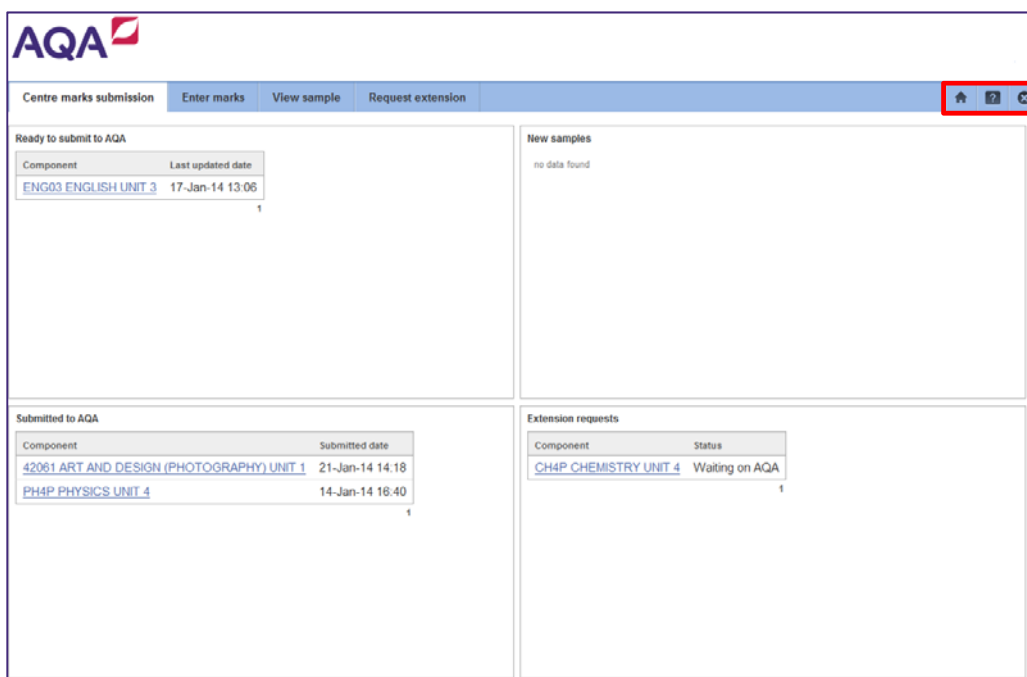 AQA
Centre marks submission Enter marks View sample Request extension ?
Ready to submit to AQA
Component Last updated date
ENG03 ENGLISH UNIT 3 17-Jan-14 13:06
1
New samples
no data found
Submitted to AQA
Component Submitted date
42061 ART AND DESIGN (PHOTOGRAPHY) UNIT 1 21-Jan-14 14:18
PH4P PHYSICS UNIT 4 14-Jan-14 16:40
1
Extension requests
Component Status
CH4P CHEMISTRY UNIT 4 Waiting on AQA
1